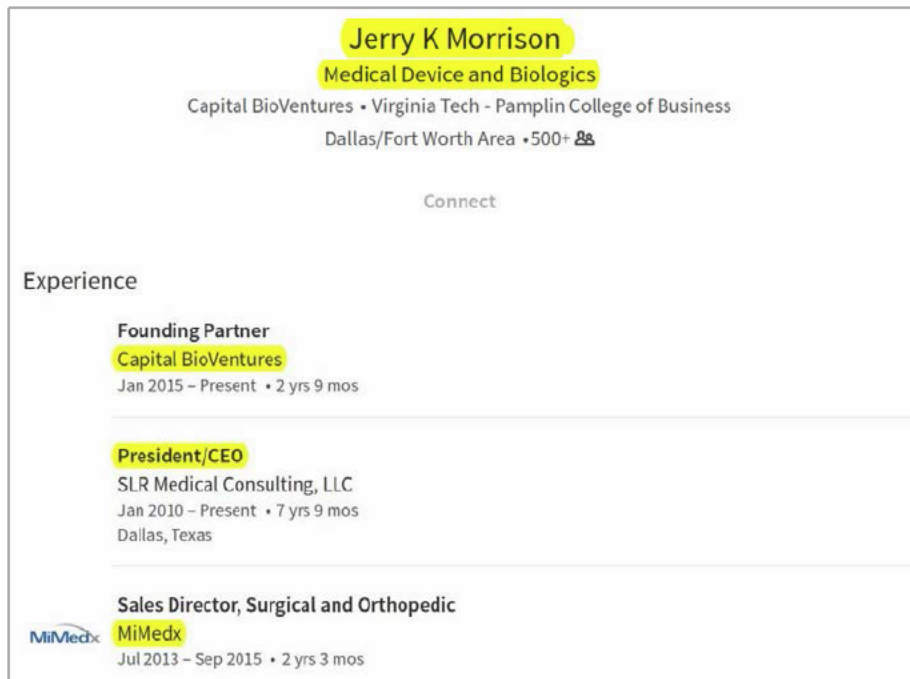 Jerry K Morrison
Medical Device and Biologics
Capital BioVentures • Virginia Tech - Pamplin College of Business
Dallas/Fort Worth Area • 500+
Connect
Experience
Founding Partner
Capital BioVentures
Jan 2015 – Present • 2 yrs 9 mos
President/CEO
SLR Medical Consulting, LLC
Jan 2010 – Present • 7 yrs 9 mos
Dallas, Texas
Sales Director, Surgical and Orthopedic
MiMedx MiMedx
Jul 2013 – Sep 2015 • 2 yrs 3 mos